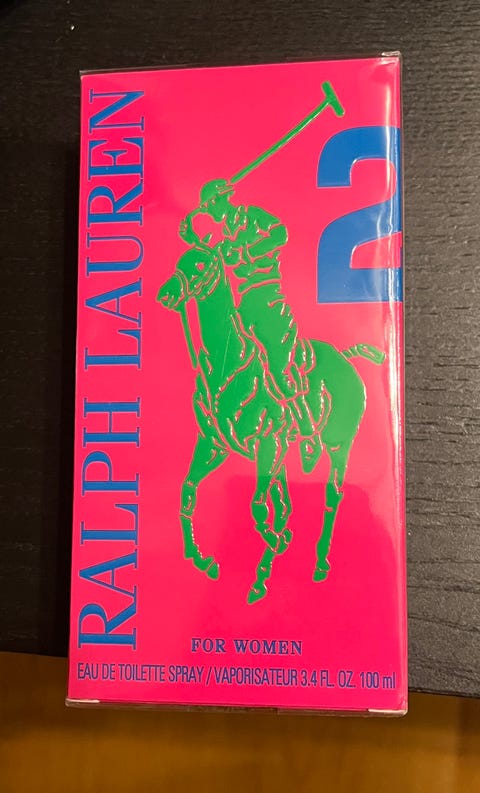 RALPH LAUREN
2
FOR WOMEN
EAU DE TOILETTE SPRAY / VAPORISATEUR 3.4 FL. OZ. 100 ml